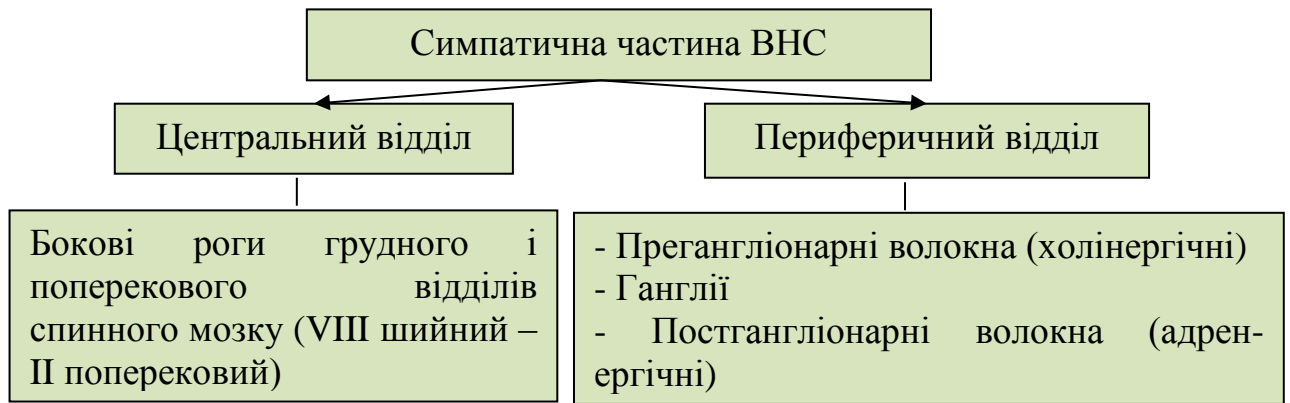 Симпатична частина ВНС
Центральний відділ
Периферичний відділ
Бокові роги грудного і
поперекового відділів
спинного мозку (VIII шийний –
II поперековий)
- Прегангліонарні волокна (холінергічні)
- Ганглії
- Постгангліонарні волокна (адрен-
ергічні)